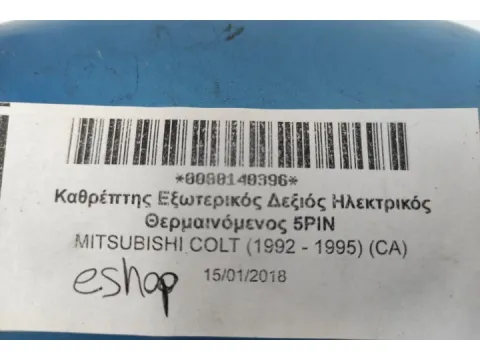 *0000140396*
Καθρέπτης Εξωτερικός Δεξιός Ηλεκτρικός
Θερμαινόμενος 5PIN
MITSUBISHI COLT (1992 - 1995) (CA)
eshop 15/01/2018